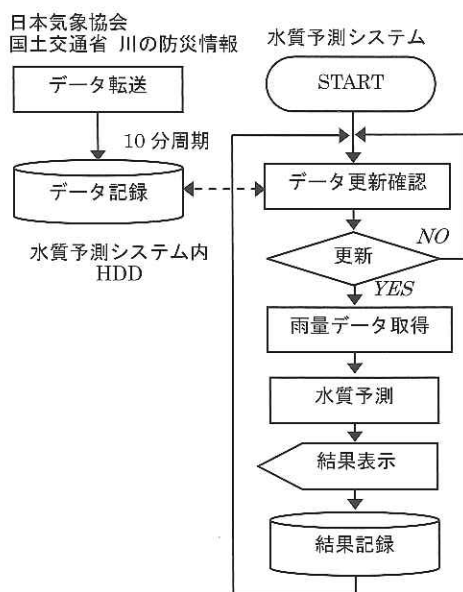 日本気象協会
国土交通省 川の防災情報
データ転送
10分周期
データ記録
水質予測システム内
HDD
水質予測システム
START
データ更新確認
更新
NO
YES
雨量データ取得
水質予測
結果表示
結果記録